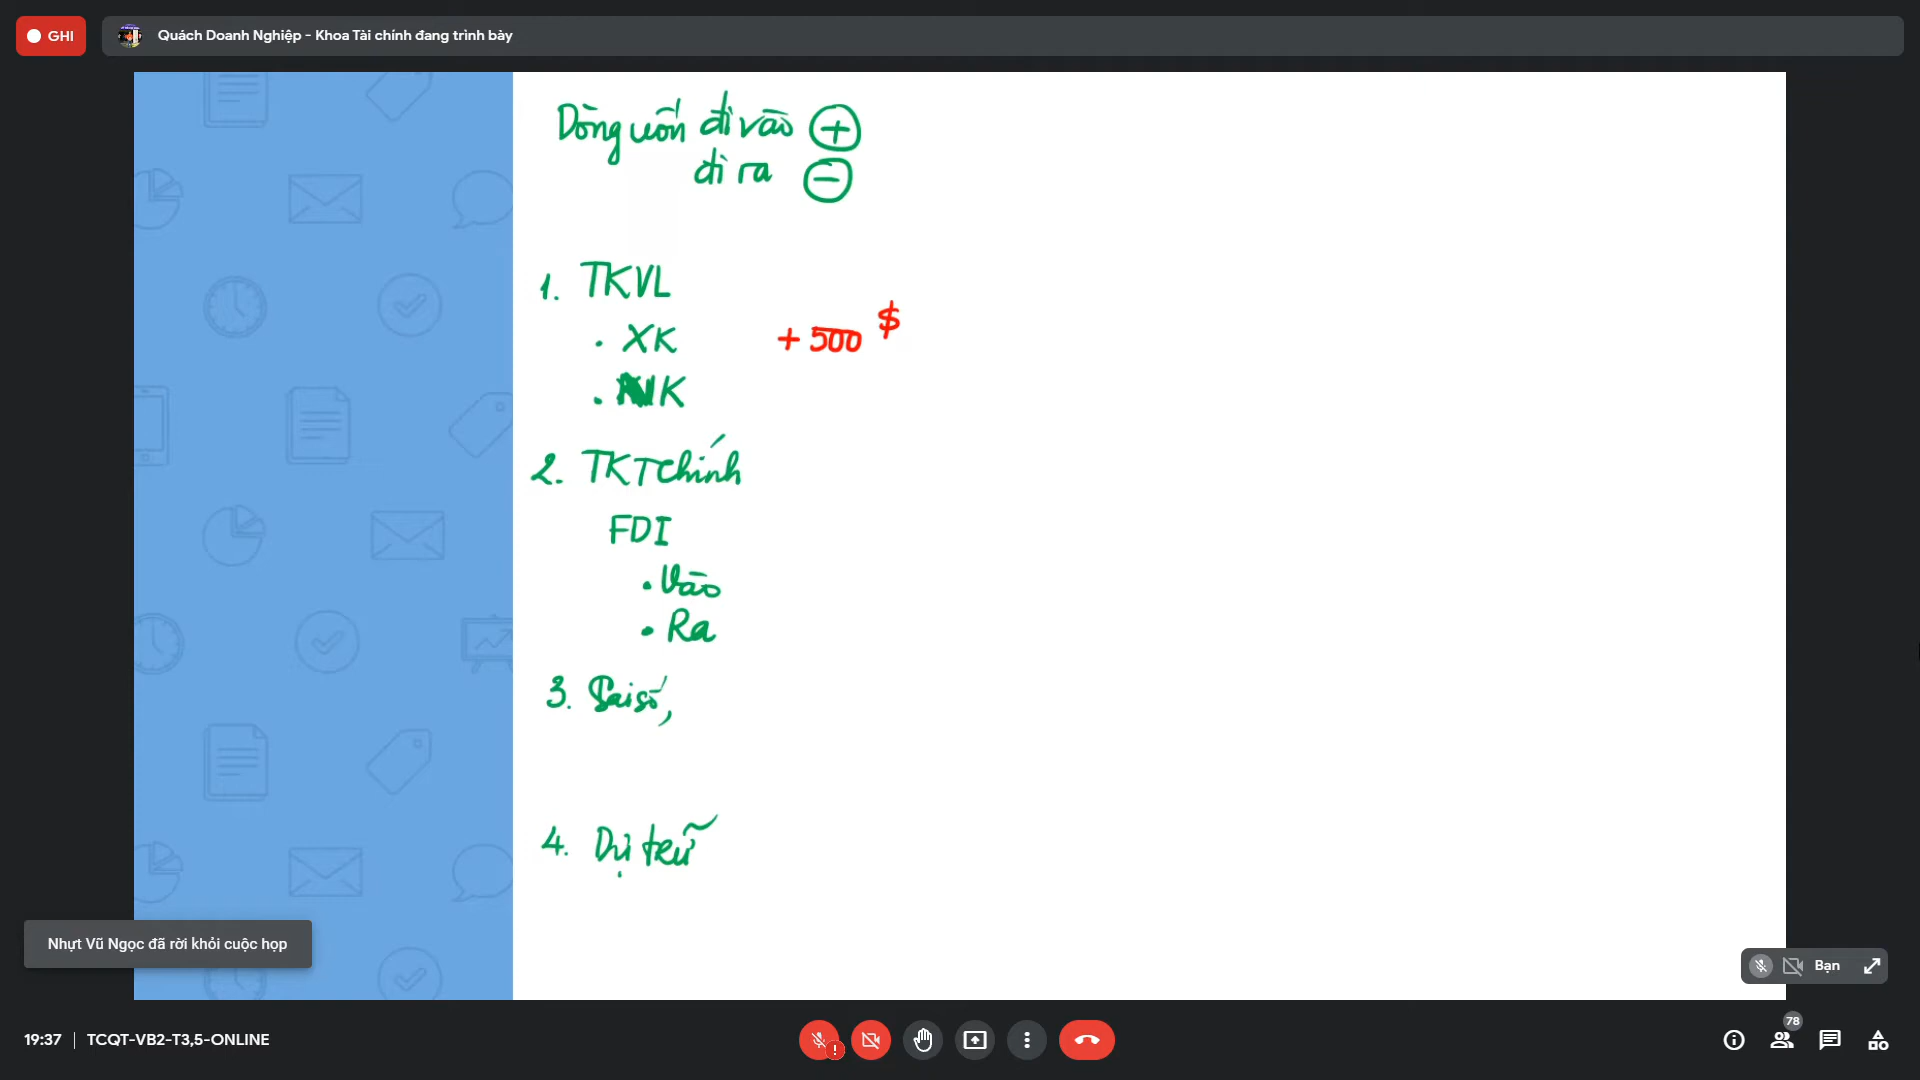 GHI
Quách Doanh Nghiệp - Khoa Tài chính đang trình bày
Dòng vốn đi vào +
đi ra −
1. TKVL
• XK + 500 $
• NK
2. TKTChính
FDI
• Vào
• Ra
3. Sai số,
4. Dự trữ
Nhựt Vũ Ngọc đã rời khỏi cuộc họp
Bạn
19:37 | TCQT-VB2-T3,5-ONLINE
78